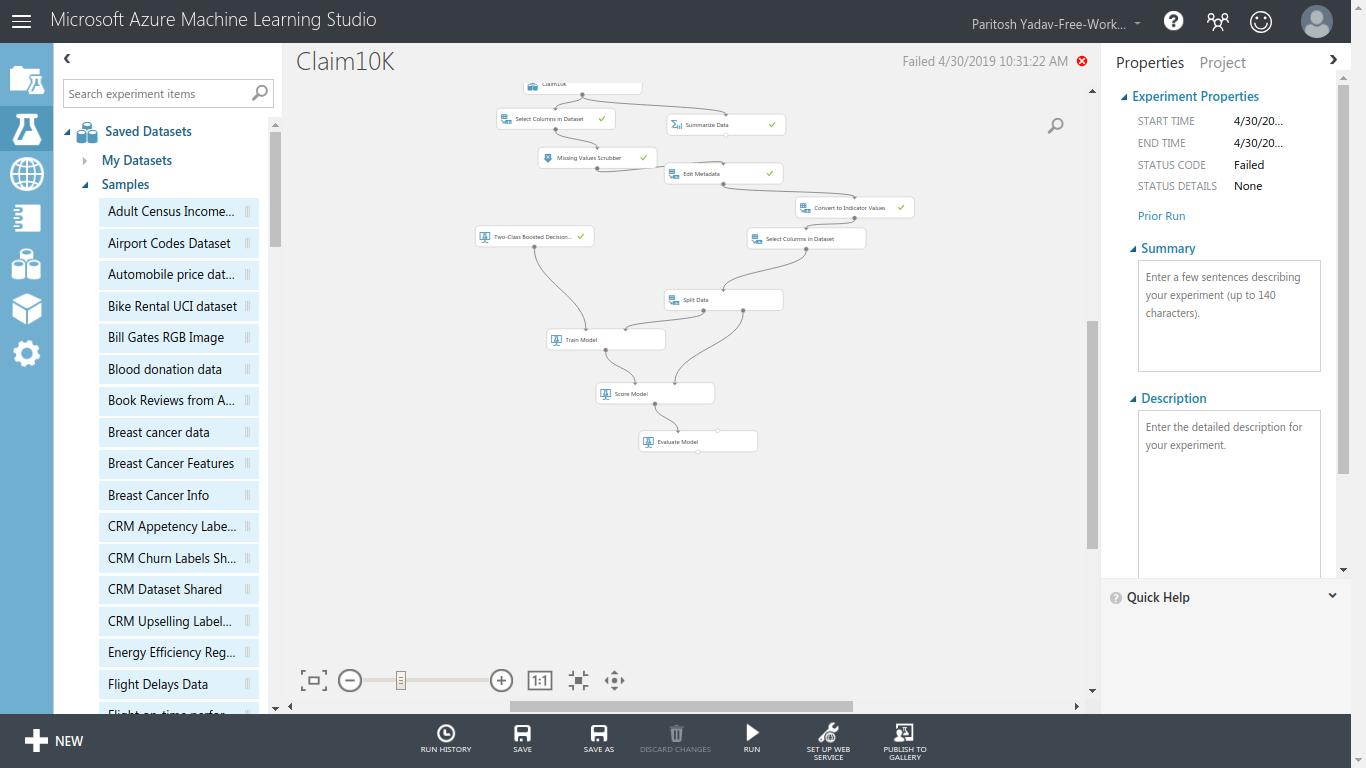 Microsoft Azure Machine Learning Studio
Paritosh Yadav-Free-Work...
Search experiment items
Saved Datasets
My Datasets
Samples
Adult Census Income...
Airport Codes Dataset
Automobile price dat...
Bike Rental UCI dataset
Bill Gates RGB Image
Blood donation data
Book Reviews from A...
Breast cancer data
Breast Cancer Features
Breast Cancer Info
CRM Appetency Labe...
CRM Churn Labels Sh...
CRM Dataset Shared
CRM Upselling Label...
Energy Efficiency Reg...
Flight Delays Data
Flight on-time perfor...
Claim10K
Failed 4/30/2019 10:31:22 AM
Claim10K
Select Columns in Dataset
Summarize Data
Missing Values Scrubber
Edit Metadata
Convert to Indicator Values
Two-Class Boosted Decision...
Select Columns in Dataset
Split Data
Train Model
Score Model
Evaluate Model
1:1
Properties Project
Experiment Properties
START TIME 4/30/20...
END TIME 4/30/20...
STATUS CODE Failed
STATUS DETAILS None
Prior Run
Summary
Enter a few sentences describing
your experiment (up to 140
characters).
Description
Enter the detailed description for
your experiment.
Quick Help
NEW
RUN HISTORY
SAVE
SAVE AS
DISCARD CHANGES
RUN
SET UP WEB
SERVICE
PUBLISH TO
GALLERY